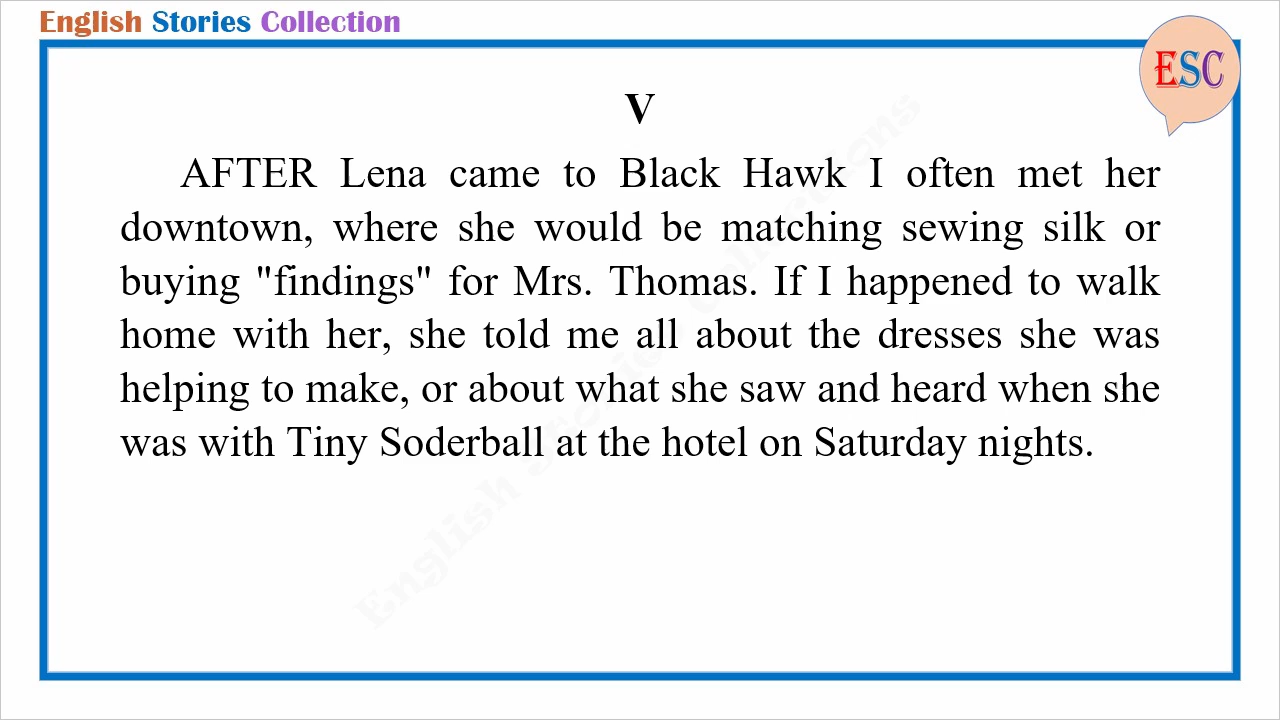 English Stories Collection
ESC
V
AFTER Lena came to Black Hawk I often met her
downtown, where she would be matching sewing silk or
buying "findings" for Mrs. Thomas. If I happened to walk
home with her, she told me all about the dresses she was
helping to make, or about what she saw and heard when she
was with Tiny Soderball at the hotel on Saturday nights.
English Stories Collections